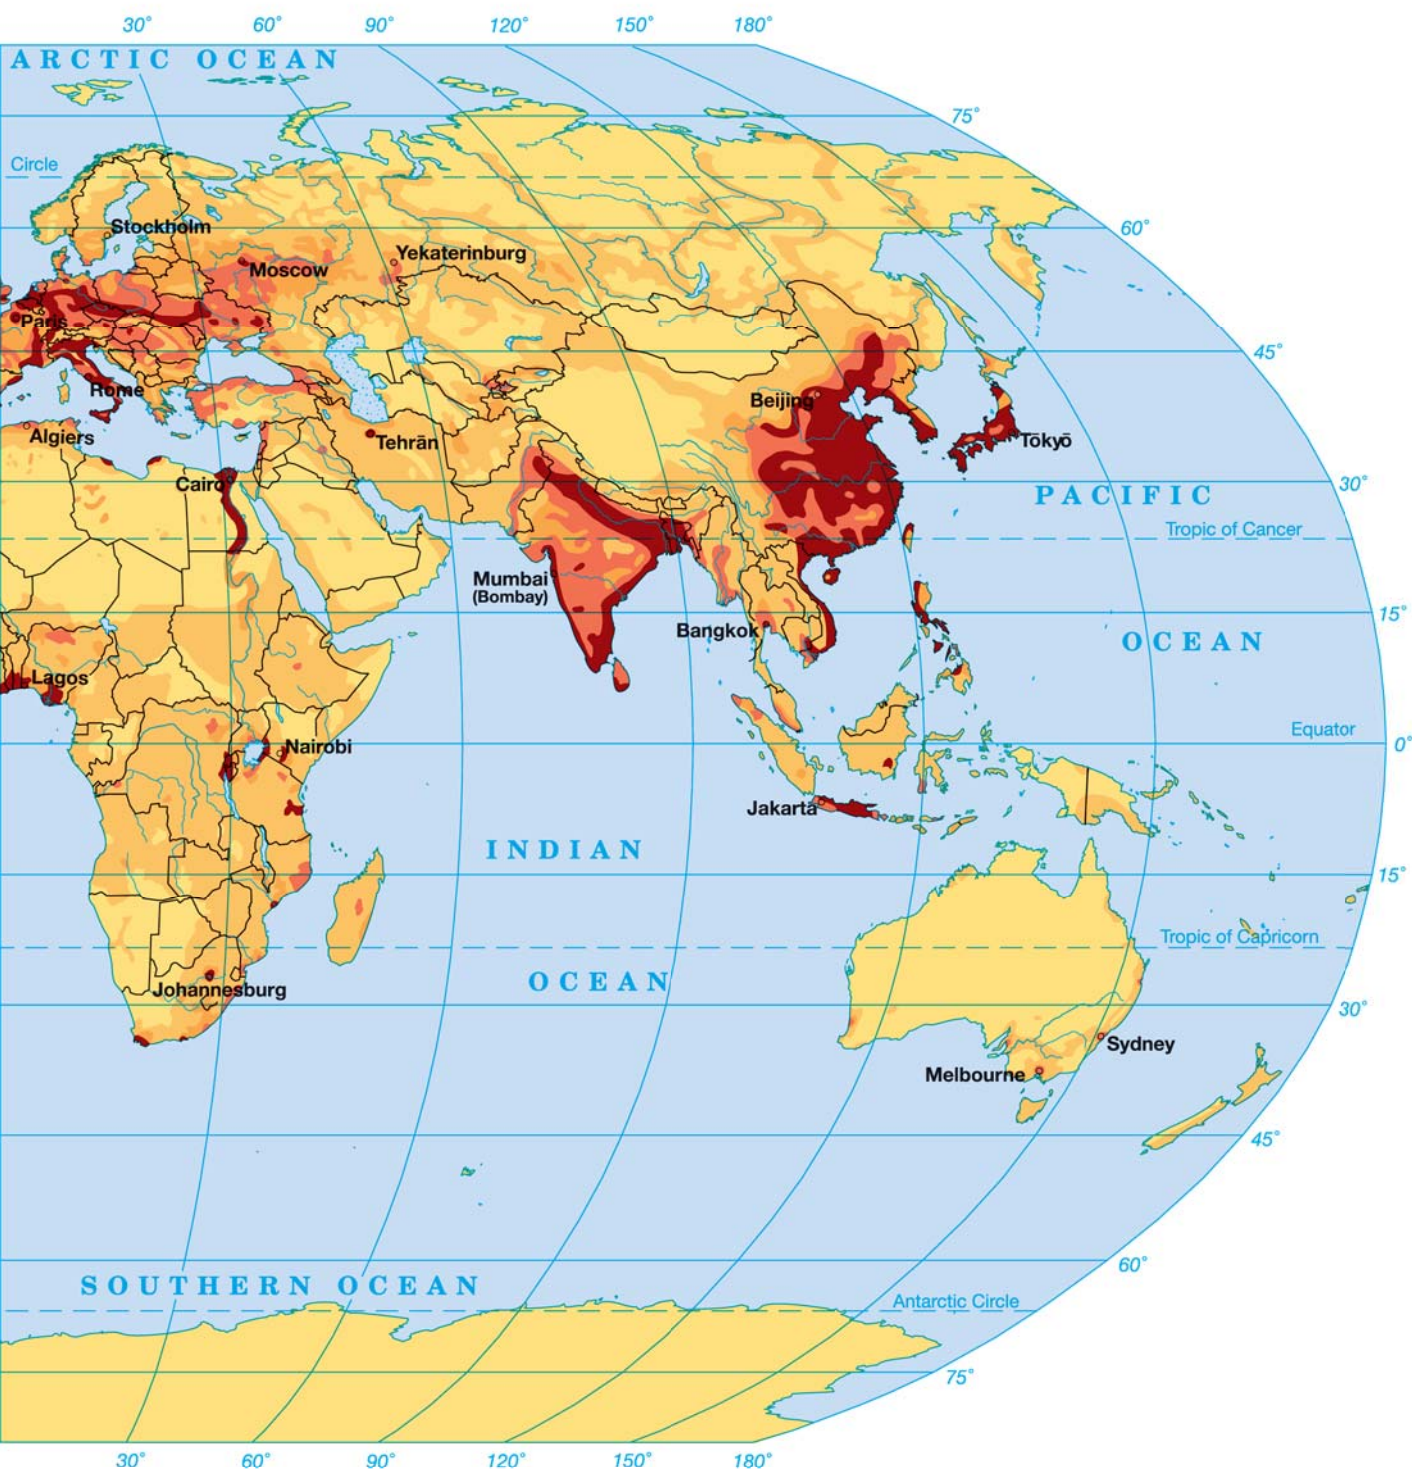 30° 60° 90° 120° 150° 180°
ARCTIC OCEAN
75°
Circle
60°
Stockholm
Yekaterinburg
Moscow
Paris
45°
Rome
Beijing
Algiers
Tehrān
Tōkyō
Cairo
30°
PACIFIC
Tropic of Cancer
Mumbai
(Bombay)
15°
Bangkok
OCEAN
Lagos
Equator
Nairobi
0°
Jakarta
INDIAN
15°
Tropic of Capricorn
OCEAN
Johannesburg
30°
Sydney
Melbourne
45°
60°
SOUTHERN OCEAN
Antarctic Circle
75°
30° 60° 90° 120° 150° 180°